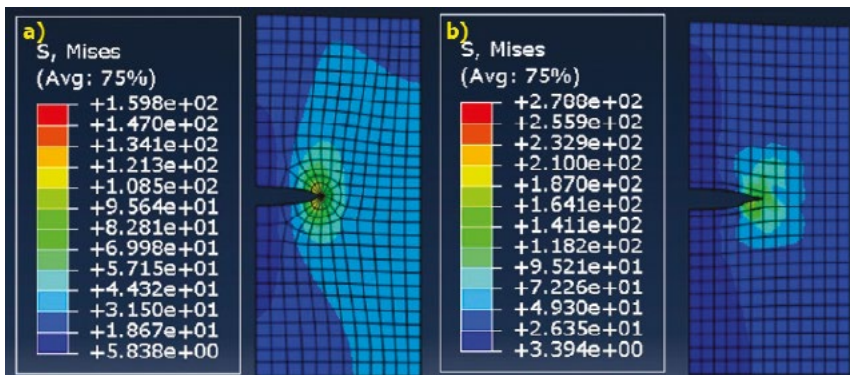 a)
S, Mises
(Avg: 75%)
+1.598e+02
+1.470e+02
+1.341e+02
+1.213e+02
+1.085e+02
+9.564e+01
+8.281e+01
+6.998e+01
+5.715e+01
+4.432e+01
+3.150e+01
+1.867e+01
+5.838e+00
b)
S, Mises
(Avg: 75%)
+2.788e+02
+2.559e+02
+2.329e+02
+2.100e+02
+1.870e+02
+1.641e+02
+1.411e+02
+1.182e+02
+9.521e+01
+7.226e+01
+4.930e+01
+2.635e+01
+3.394e+00